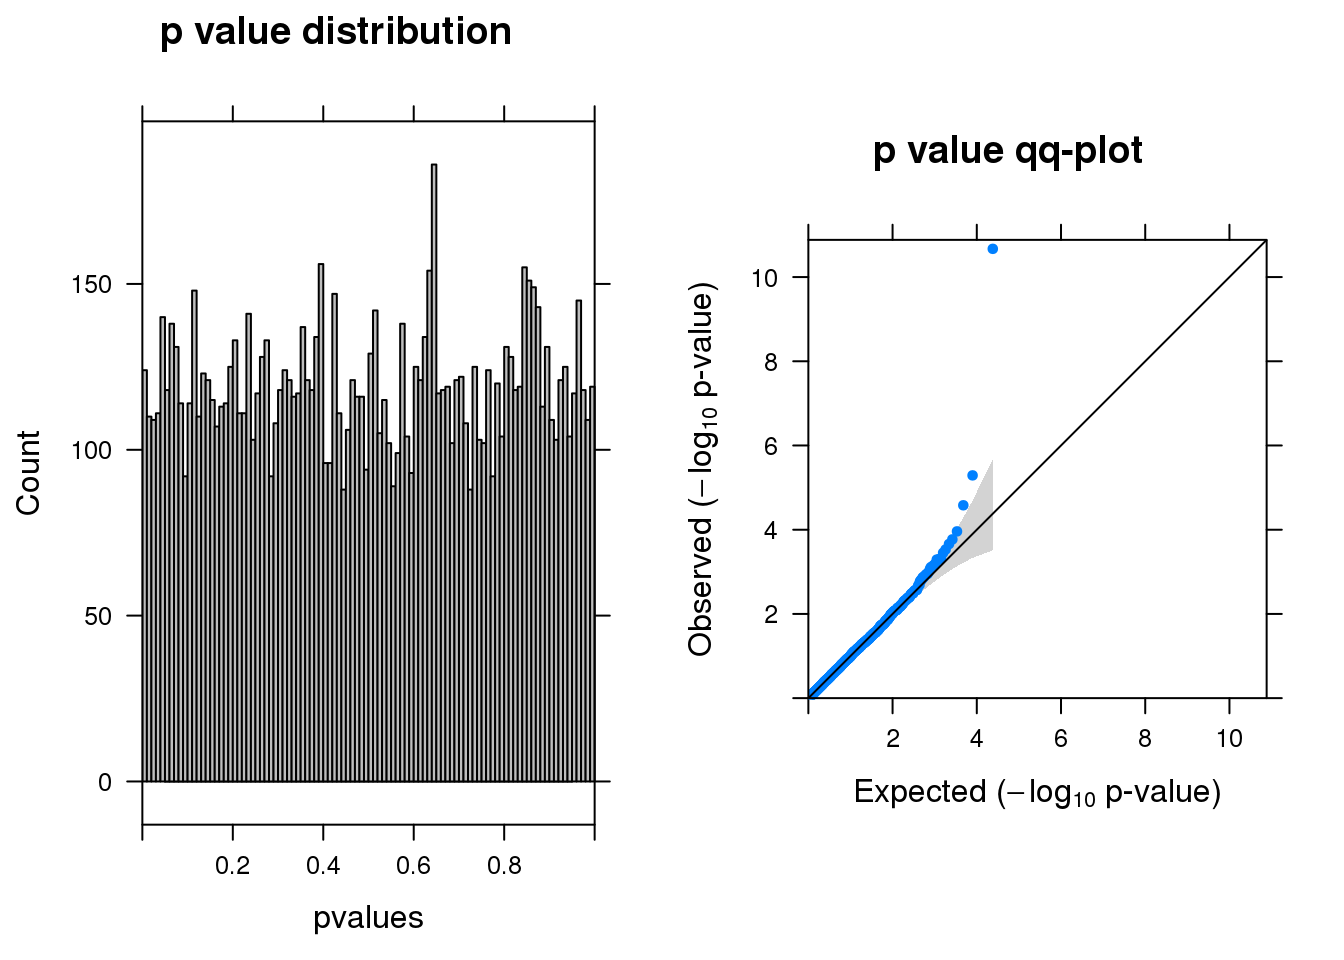 p value distribution
150
100
50
0
Count
0.2 0.4 0.6 0.8
pvalues
p value qq-plot
10
8
6
4
2
Observed (−log₁₀ p-value)
2 4 6 8 10
Expected (−log₁₀ p-value)